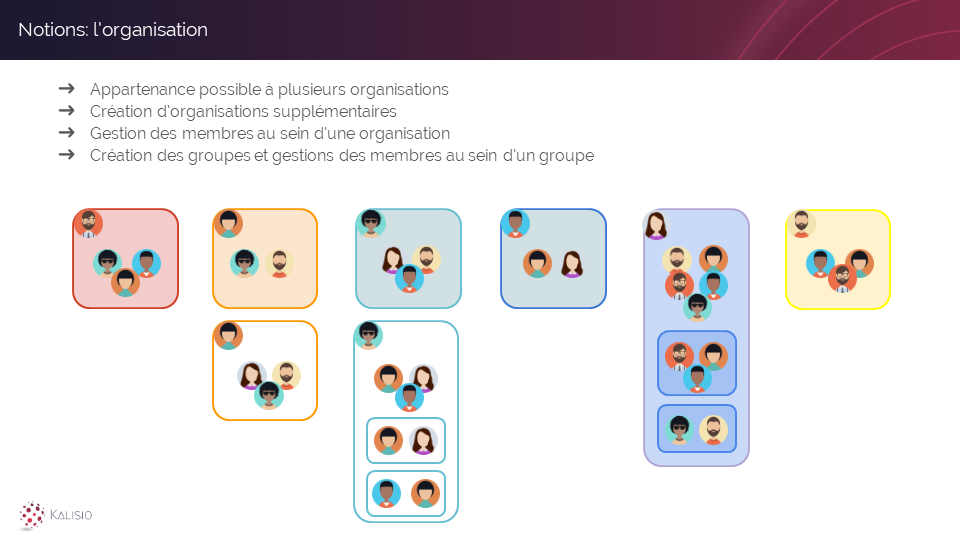 Notions: l'organisation
➔ Appartenance possible à plusieurs organisations
➔ Création d'organisations supplémentaires
➔ Gestion des membres au sein d'une organisation
➔ Création des groupes et gestions des membres au sein d'un groupe
KALISIO